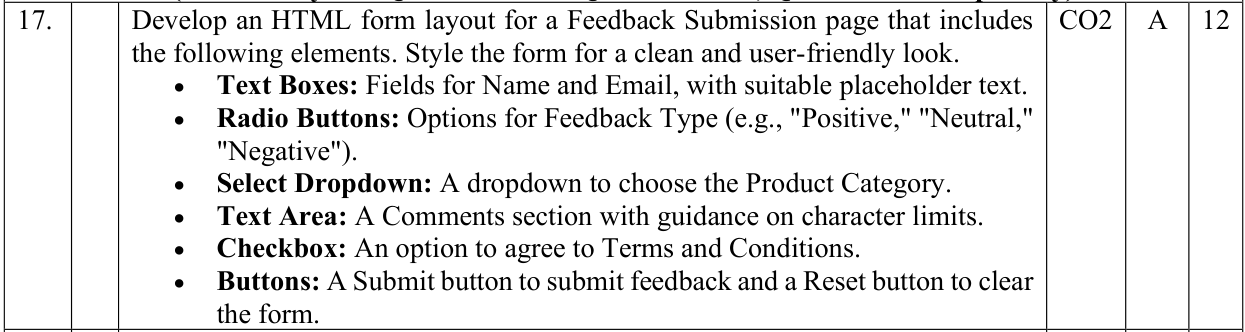 17. Develop an HTML form layout for a Feedback Submission page that includes CO2 A 12
the following elements. Style the form for a clean and user-friendly look.
• Text Boxes: Fields for Name and Email, with suitable placeholder text.
• Radio Buttons: Options for Feedback Type (e.g., "Positive," "Neutral,"
"Negative").
• Select Dropdown: A dropdown to choose the Product Category.
• Text Area: A Comments section with guidance on character limits.
• Checkbox: An option to agree to Terms and Conditions.
• Buttons: A Submit button to submit feedback and a Reset button to clear
the form.